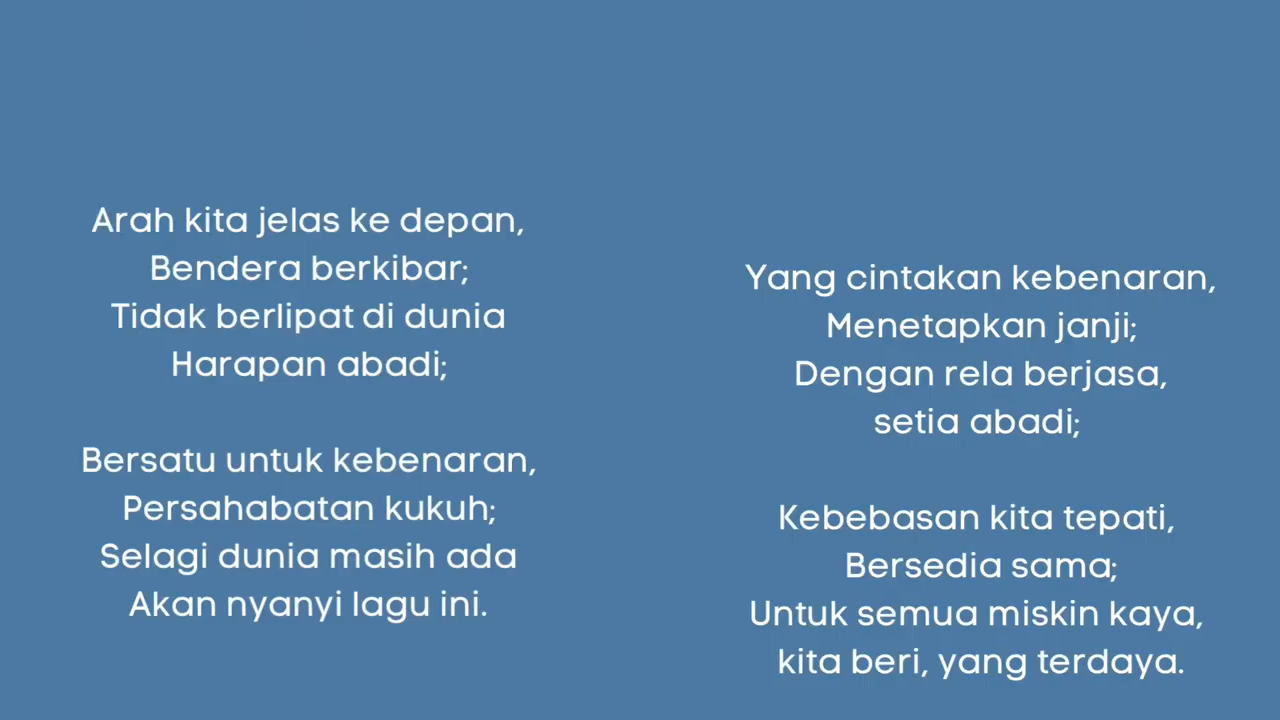 Arah kita jelas ke depan,
Bendera berkibar;
Tidak berlipat di dunia
Harapan abadi;
Bersatu untuk kebenaran,
Persahabatan kukuh;
Selagi dunia masih ada
Akan nyanyi lagu ini.
Yang cintakan kebenaran,
Menetapkan janji;
Dengan rela berjasa,
setia abadi;
Kebebasan kita tepati,
Bersedia sama;
Untuk semua miskin kaya,
kita beri, yang terdaya.